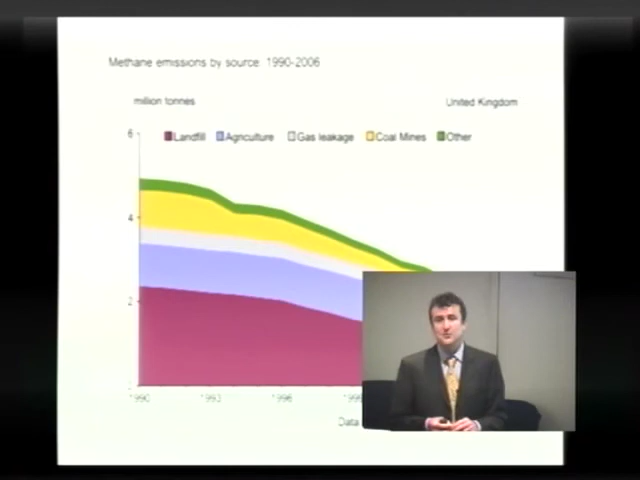 Methane emissions by source: 1990-2006
million tonnes
United Kingdom
6
Landfill Agriculture Gas leakage Coal Mines Other
4
2
1990 1993 1996
Data